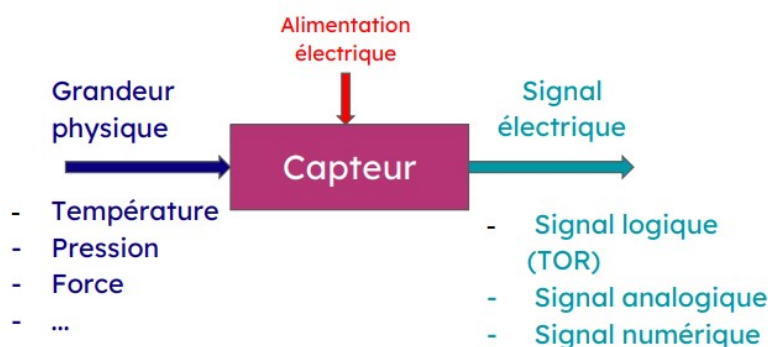 Alimentation
électrique
Grandeur
physique
Capteur
Signal
électrique
- Température
- Pression
- Force
- ...
- Signal logique
(TOR)
- Signal analogique
- Signal numérique